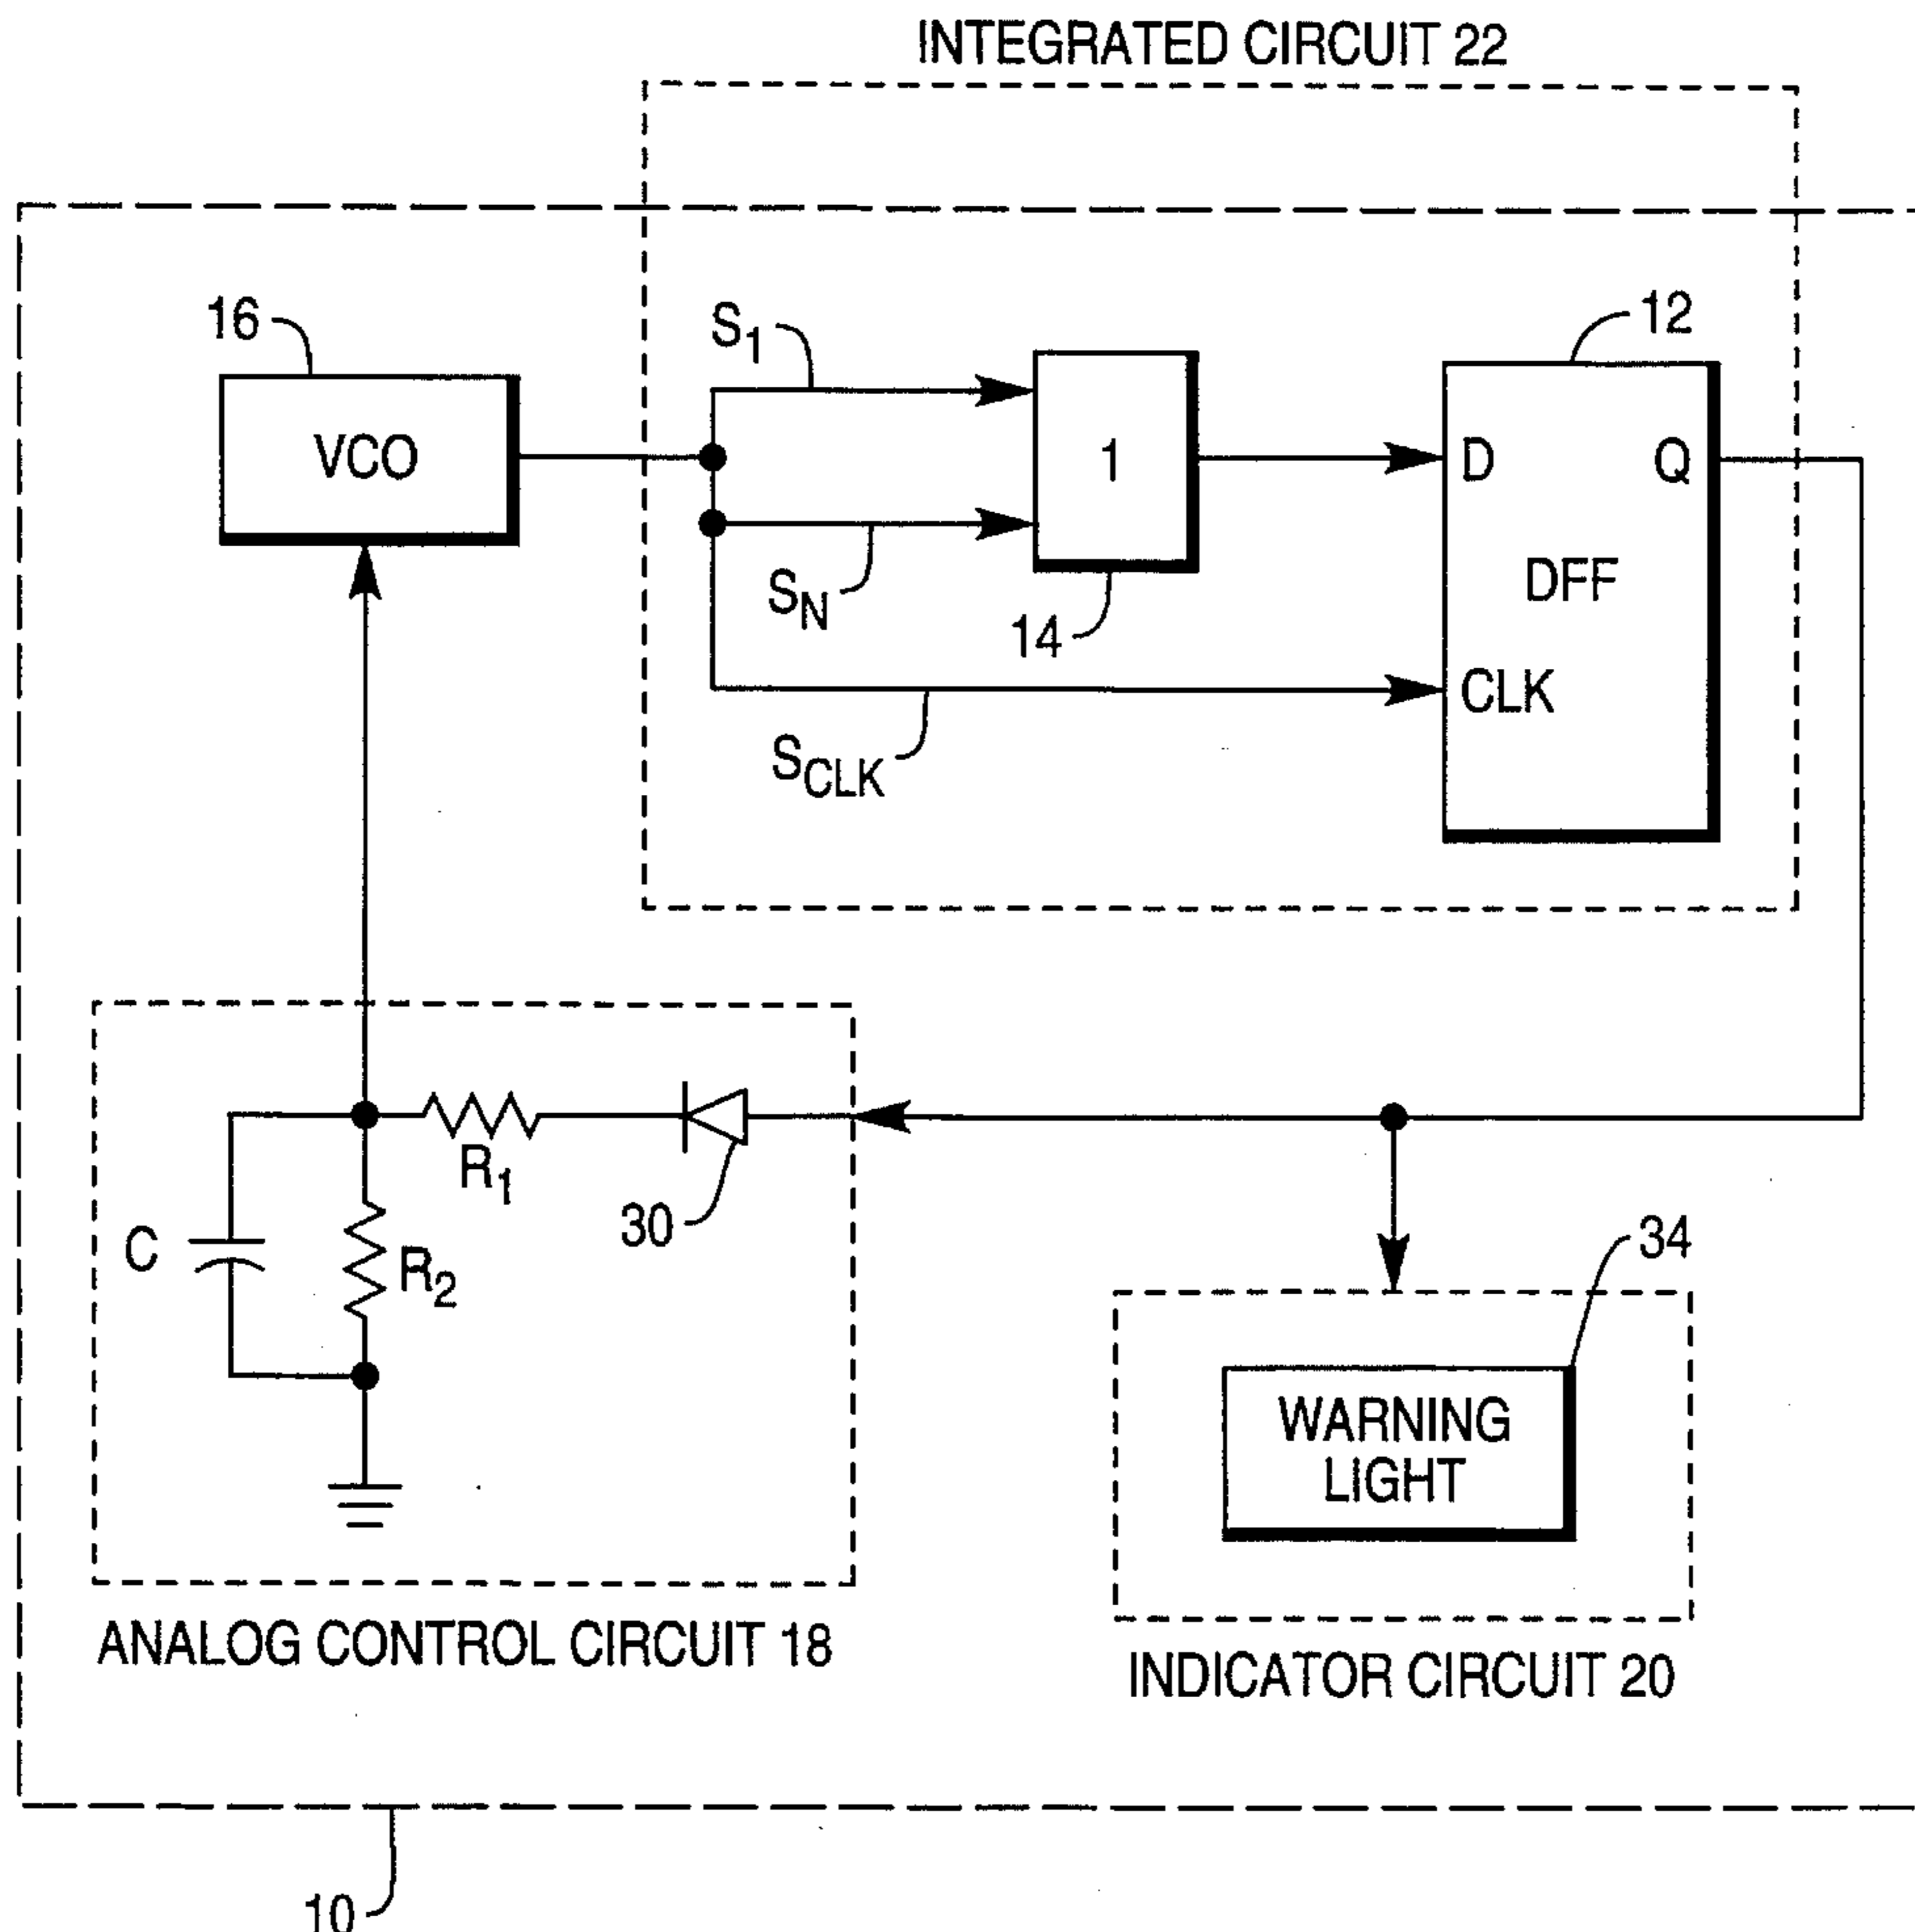 INTEGRATED CIRCUIT 22
16
S1
12
VCO
1
D
Q
DFF
SN
14
CLK
SCLK
R1
30
C
R2
34
WARNING
LIGHT
ANALOG CONTROL CIRCUIT 18
INDICATOR CIRCUIT 20
10